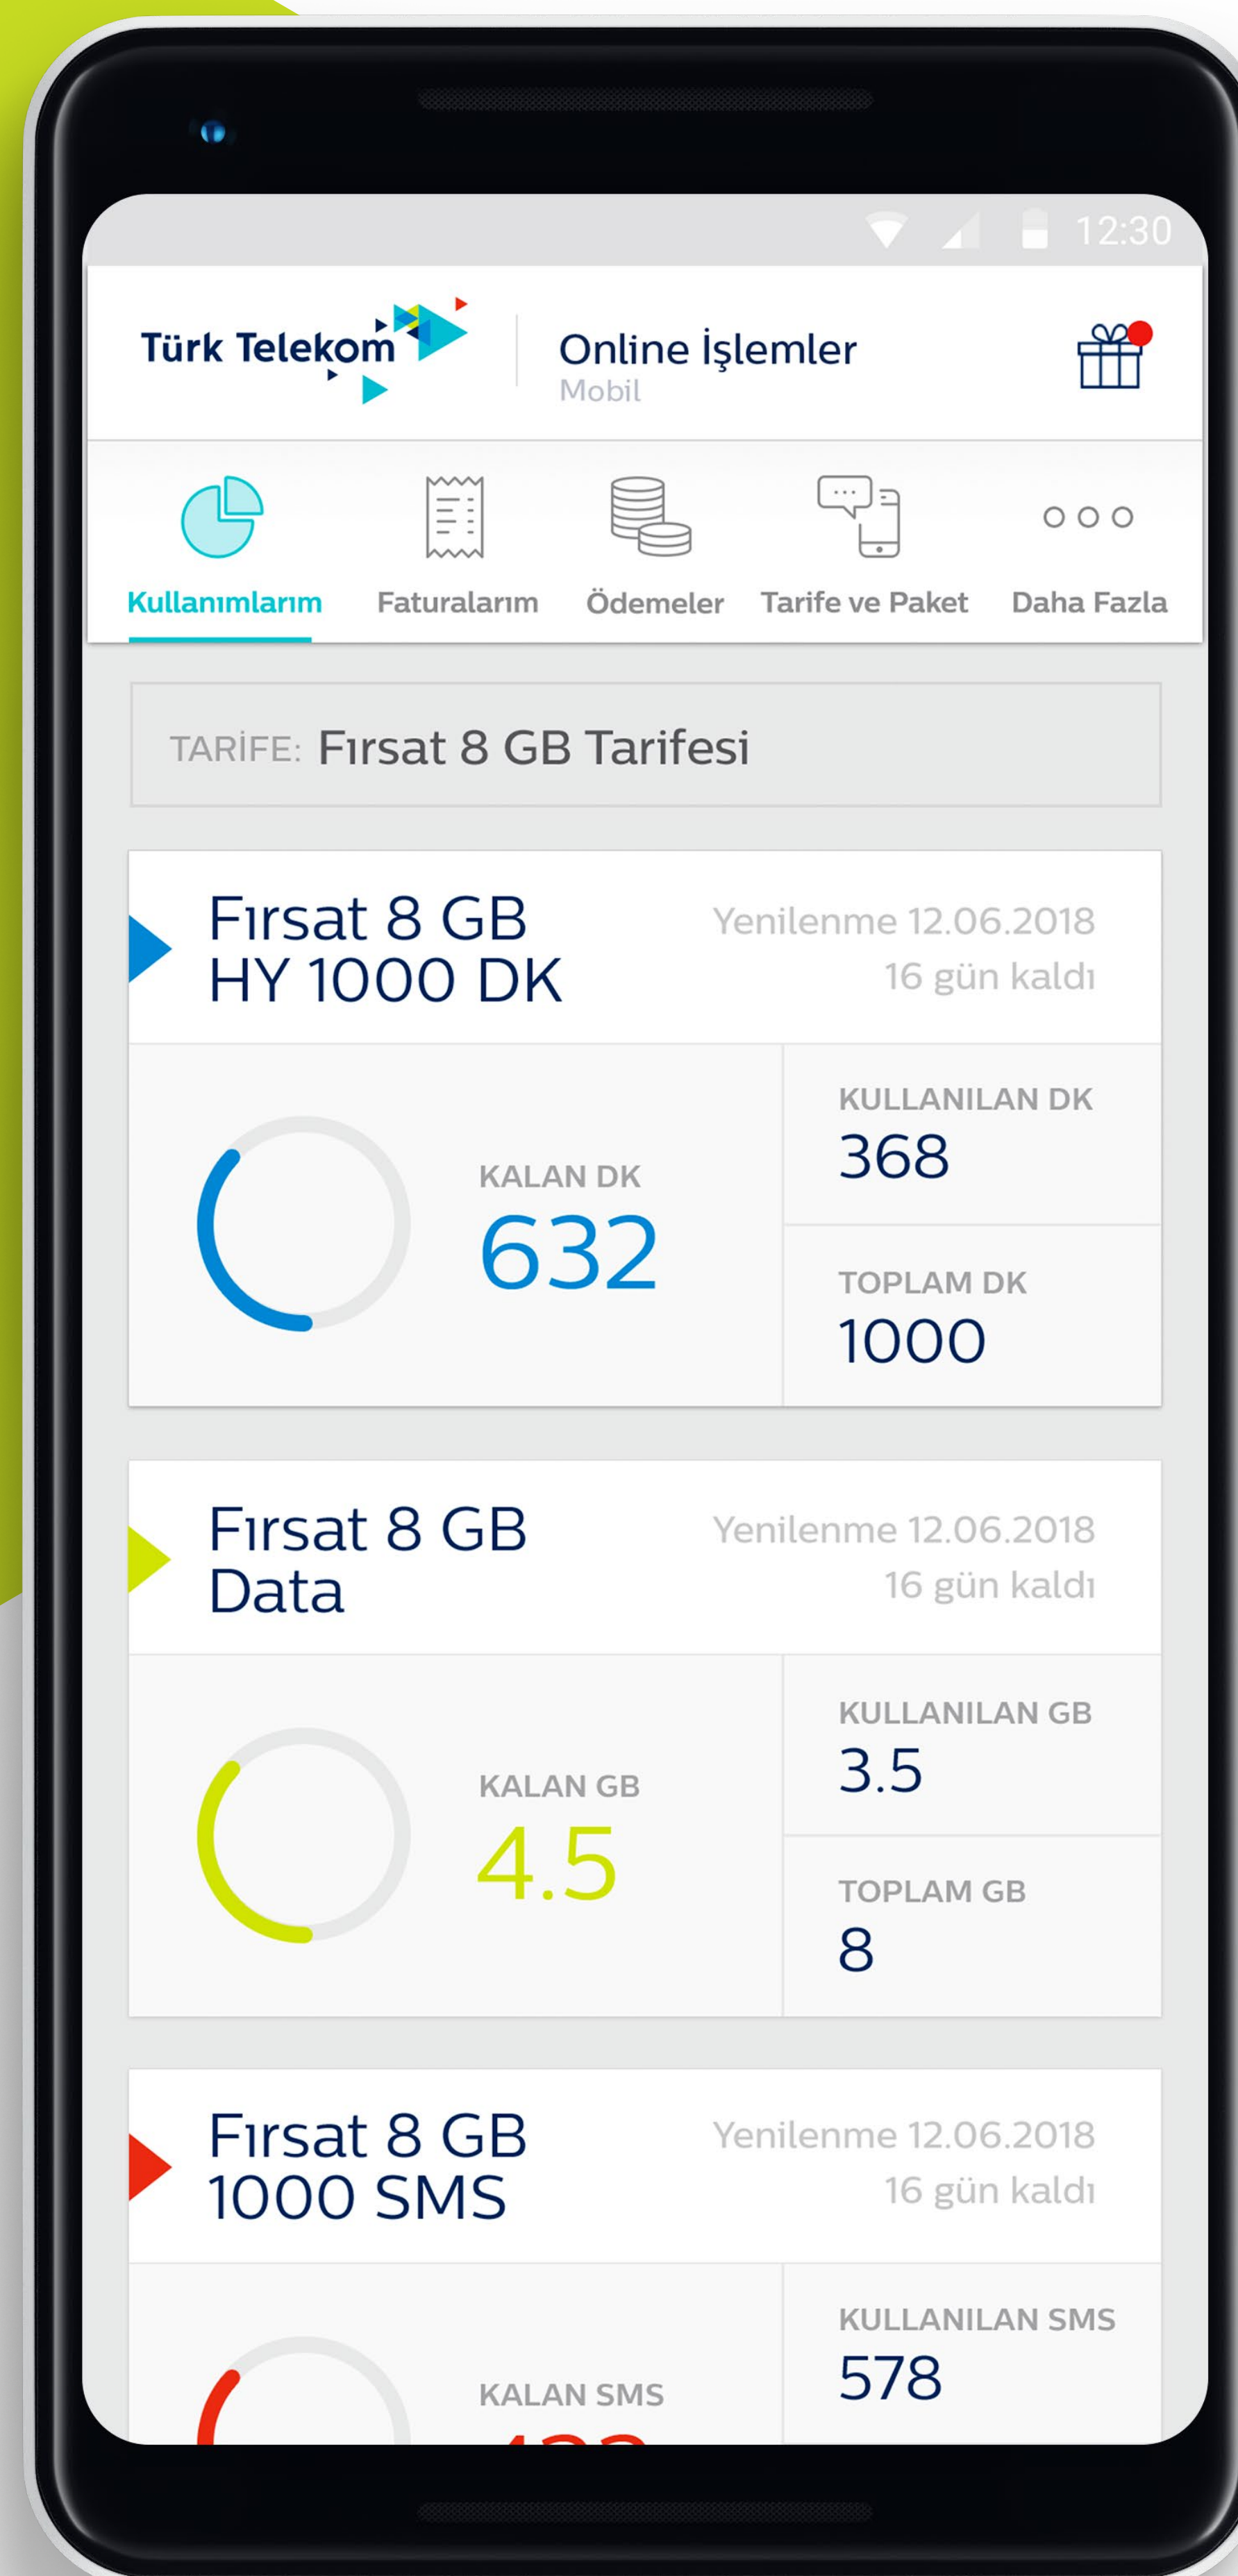 12:30
Türk Telekom
Online İşlemler
Mobil
Kullanımlarım Faturalarım Ödemeler Tarife ve Paket Daha Fazla
TARİFE: Fırsat 8 GB Tarifesi
Fırsat 8 GB
HY 1000 DK
Yenilenme 12.06.2018
16 gün kaldı
KALAN DK
632
KULLANILAN DK
368
TOPLAM DK
1000
Fırsat 8 GB
Data
Yenilenme 12.06.2018
16 gün kaldı
KALAN GB
4.5
KULLANILAN GB
3.5
TOPLAM GB
8
Fırsat 8 GB
1000 SMS
Yenilenme 12.06.2018
16 gün kaldı
KALAN SMS
KULLANILAN SMS
578